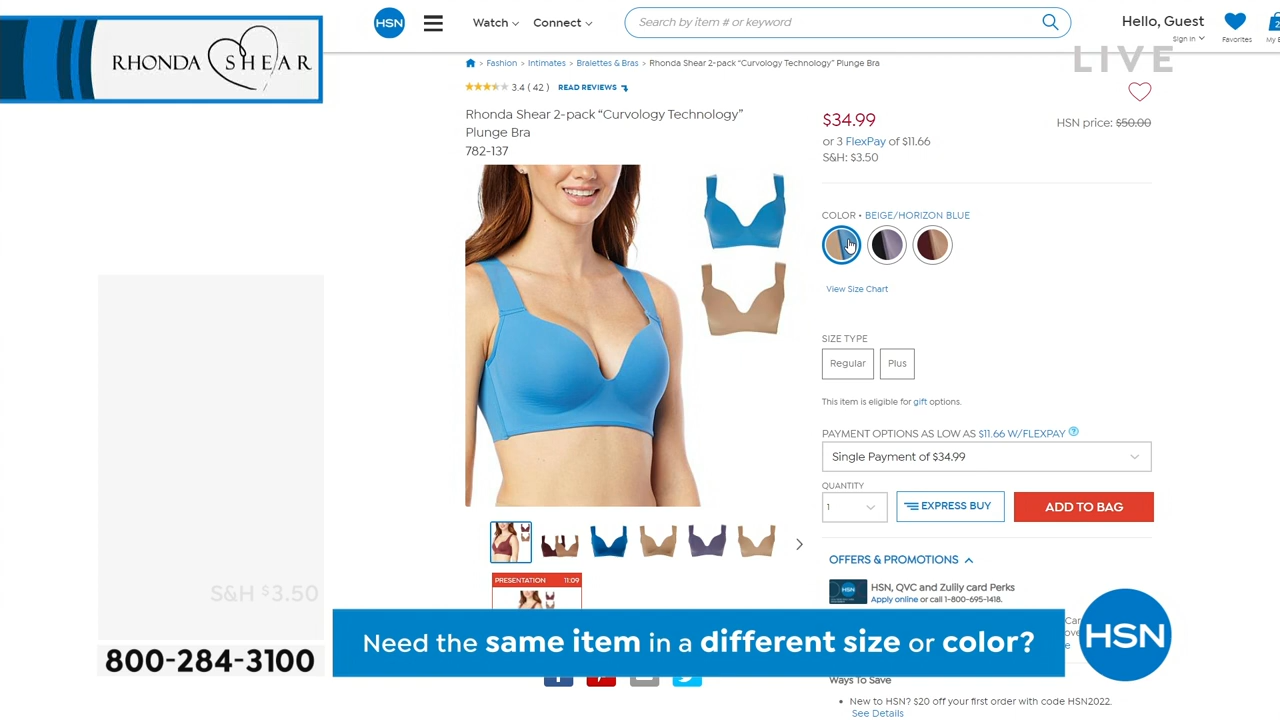 RHONDA SHEAR
HSN
Watch
Connect
Search by item # or keyword
Hello, Guest
Sign In
Favorites
2
My B
LIVE
> Fashion > Intimates > Bralettes & Bras > Rhonda Shear 2-pack “Curvology Technology” Plunge Bra
3.4 ( 42 ) READ REVIEWS
Rhonda Shear 2-pack “Curvology Technology”
Plunge Bra
782-137
$34.99
HSN price: $50.00
or 3 FlexPay of $11.66
S&H: $3.50
COLOR • BEIGE/HORIZON BLUE
View Size Chart
SIZE TYPE
Regular
Plus
This item is eligible for gift options.
PAYMENT OPTIONS AS LOW AS $11.66 W/FLEXPAY ?
Single Payment of $34.99
QUANTITY
1
EXPRESS BUY
ADD TO BAG
OFFERS & PROMOTIONS
HSN, QVC and Zulily card Perks
Apply online or call 1-800-695-1418.
PRESENTATION 11:09
S&H $3.50
800-284-3100
Need the same item in a different size or color?
HSN
Car
ove
e
Ways To Save
• New to HSN? $20 off your first order with code HSN2022.
See Details